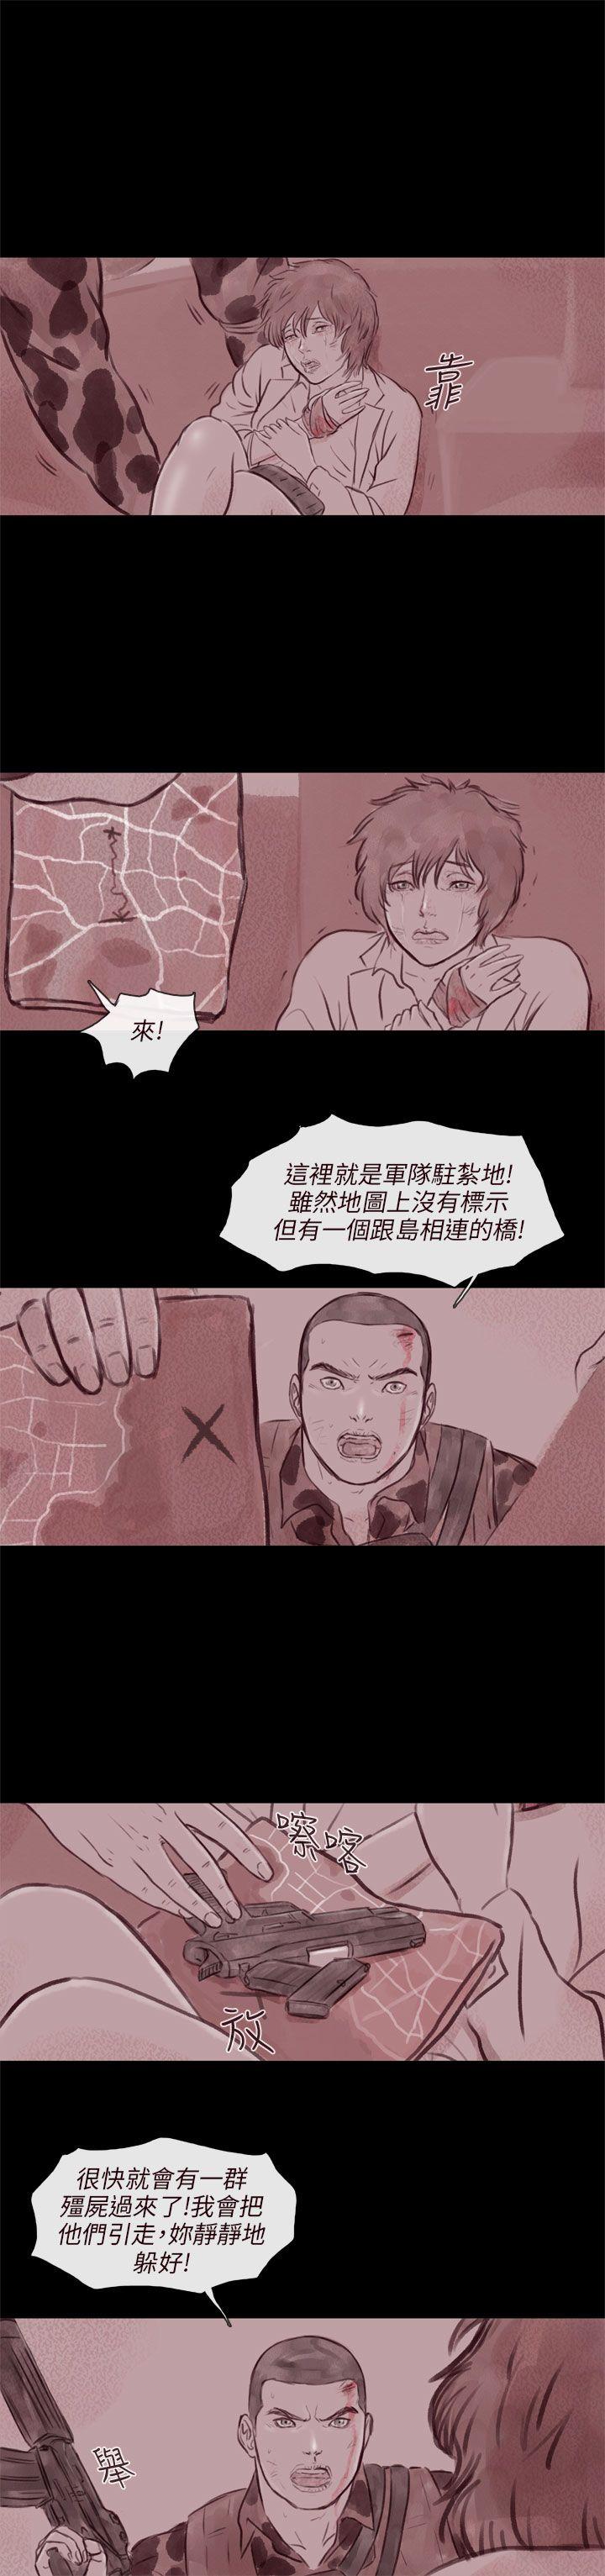 靠
來!
這裡就是軍隊駐紮地!
雖然地圖上沒有標示
但有一個跟島相連的橋!
嚓喀
放
很快就會有一群
殭屍過來了!我會把
他們引走，妳靜靜地
躲好!
舉